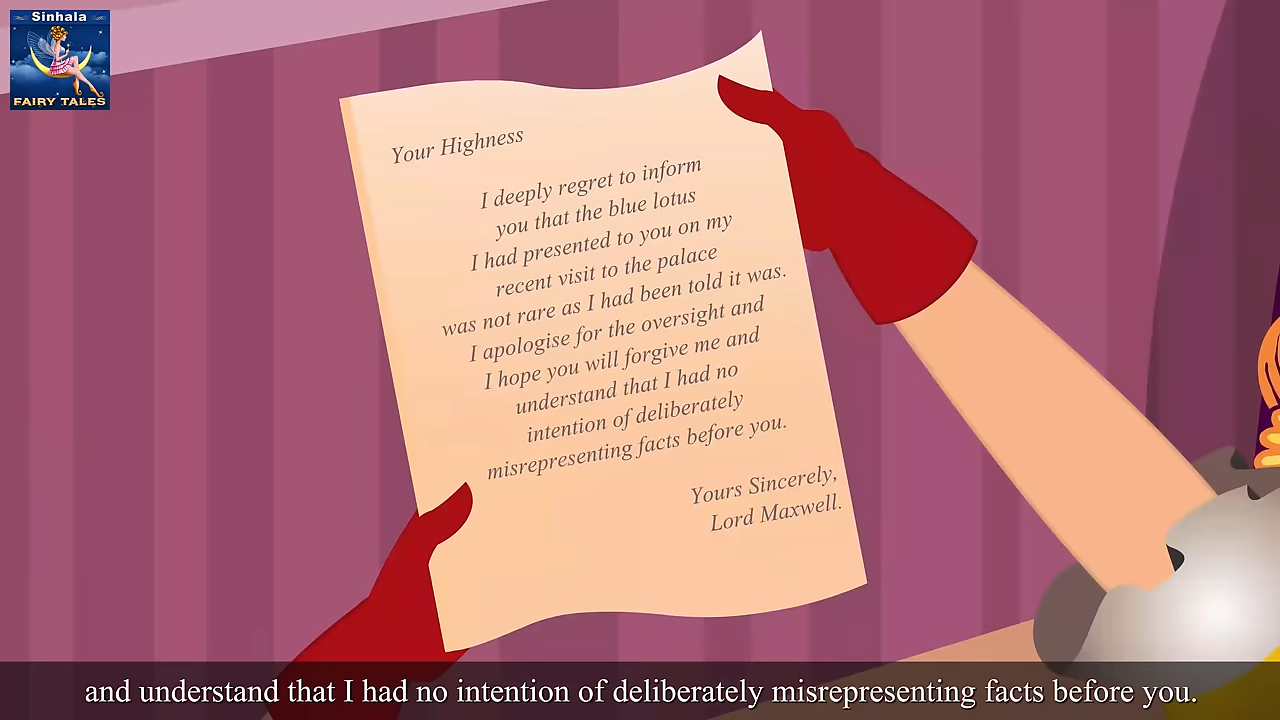 Sinhala
FAIRY TALES
Your Highness
I deeply regret to inform
you that the blue lotus
I had presented to you on my
recent visit to the palace
was not rare as I had been told it was.
I apologise for the oversight and
I hope you will forgive me and
understand that I had no
intention of deliberately
misrepresenting facts before you.
Yours Sincerely,
Lord Maxwell.
and understand that I had no intention of deliberately misrepresenting facts before you.